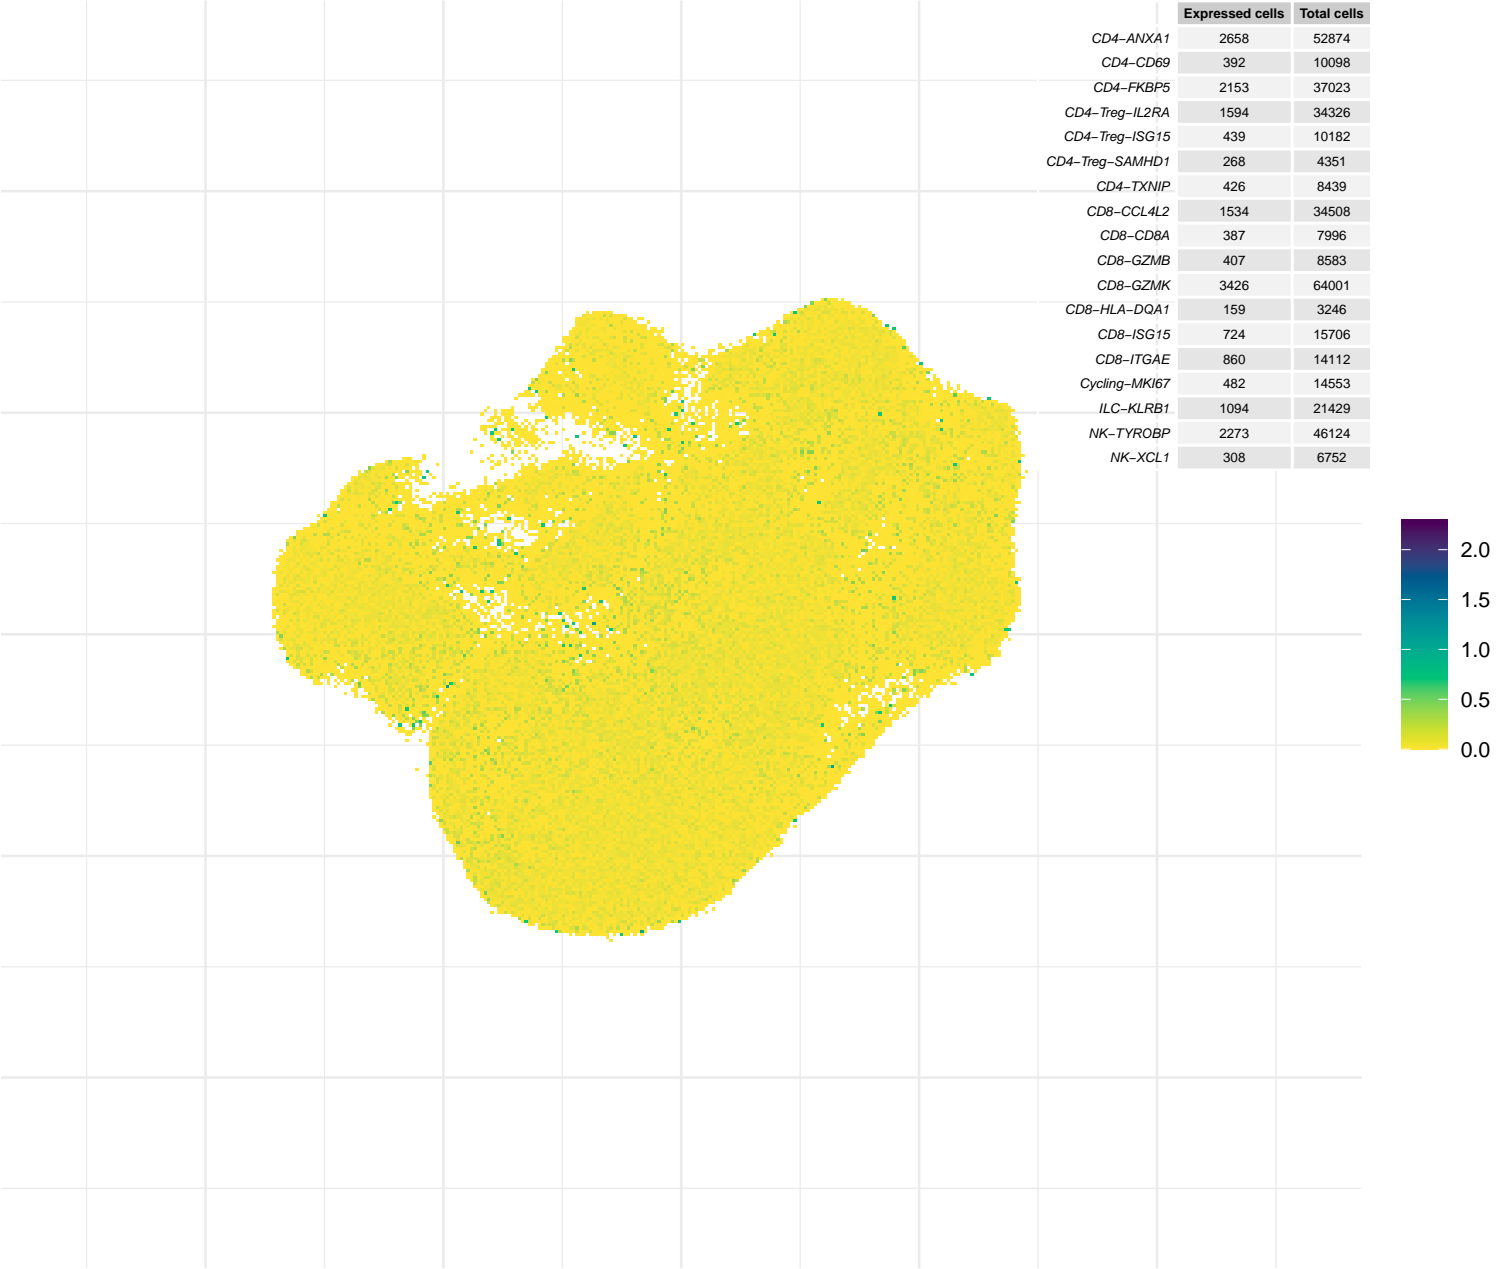 Expressed cells Total cells
CD4−ANXA1 2658 52874
CD4−CD69 392 10098
CD4−FKBP5 2153 37023
CD4−Treg−IL2RA 1594 34326
CD4−Treg−ISG15 439 10182
CD4−Treg−SAMHD1 268 4351
CD4−TXNIP 426 8439
CD8−CCL4L2 1534 34508
CD8−CD8A 387 7996
CD8−GZMB 407 8583
CD8−GZMK 3426 64001
CD8−HLA−DQA1 159 3246
CD8−ISG15 724 15706
CD8−ITGAE 860 14112
Cycling−MKI67 482 14553
ILC−KLRB1 1094 21429
NK−TYROBP 2273 46124
NK−XCL1 308 6752
2.0
1.5
1.0
0.5
0.0